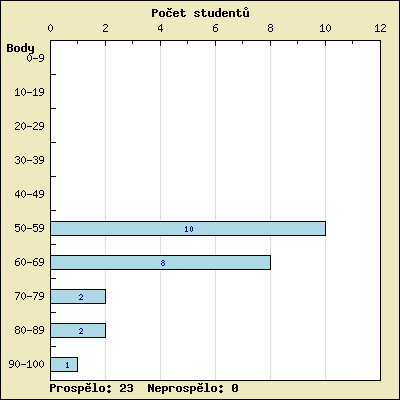 Počet studentů
0 2 4 6 8 10 12
Body
0-9
10-19
20-29
30-39
40-49
50-59 10
60-69 8
70-79 2
80-89 2
90-100 1
Prospělo: 23 Neprospělo: 0